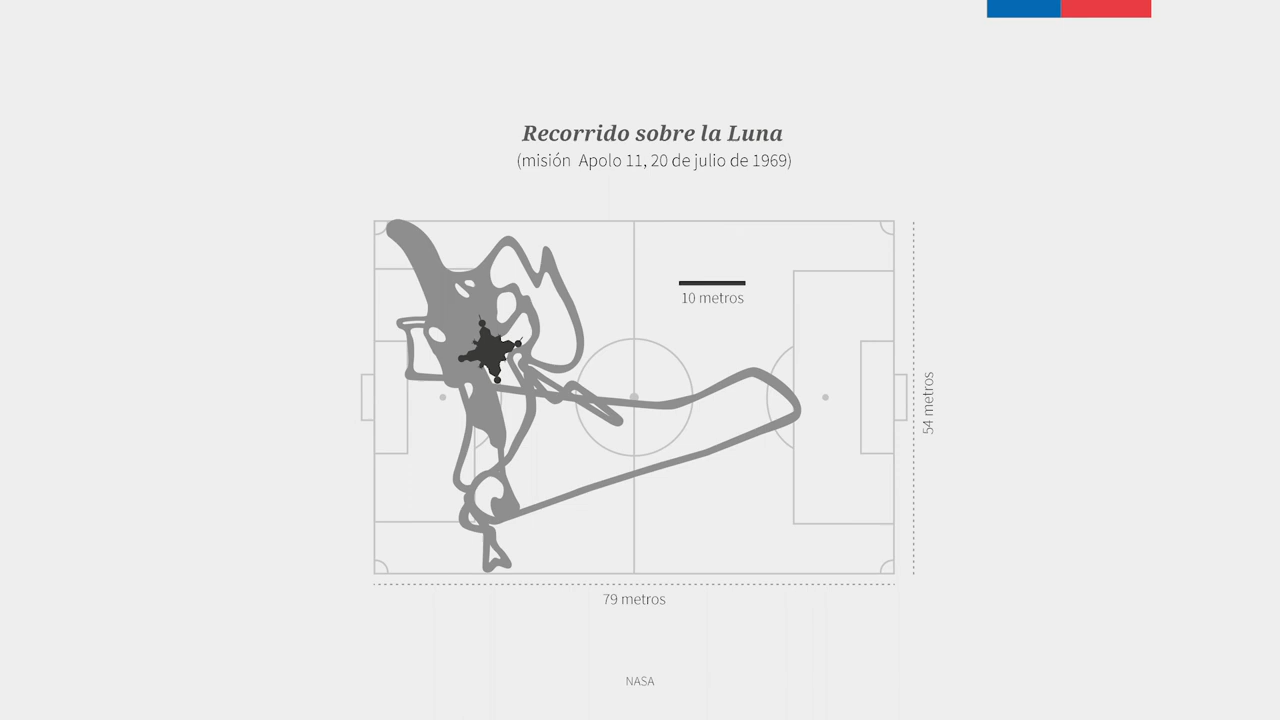 Recorrido sobre la Luna
(misión Apolo 11, 20 de julio de 1969)
10 metros
54 metros
79 metros
NASA